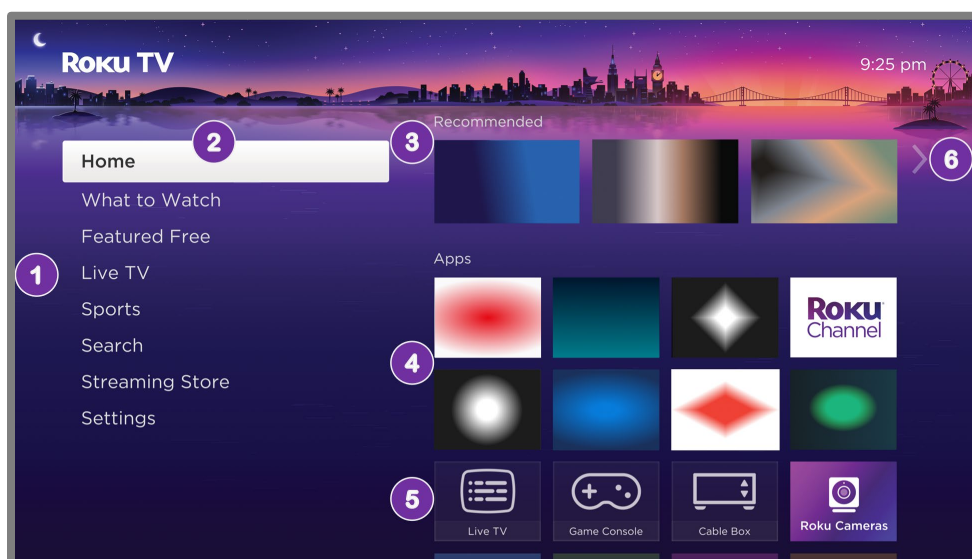 Roku TV
9:25 pm
2
3
Recommended
Home
6
What to Watch
Featured Free
1
Live TV
Apps
Sports
Roku
Channel
Search
4
Streaming Store
Settings
5
Live TV
Game Console
Cable Box
Roku Cameras